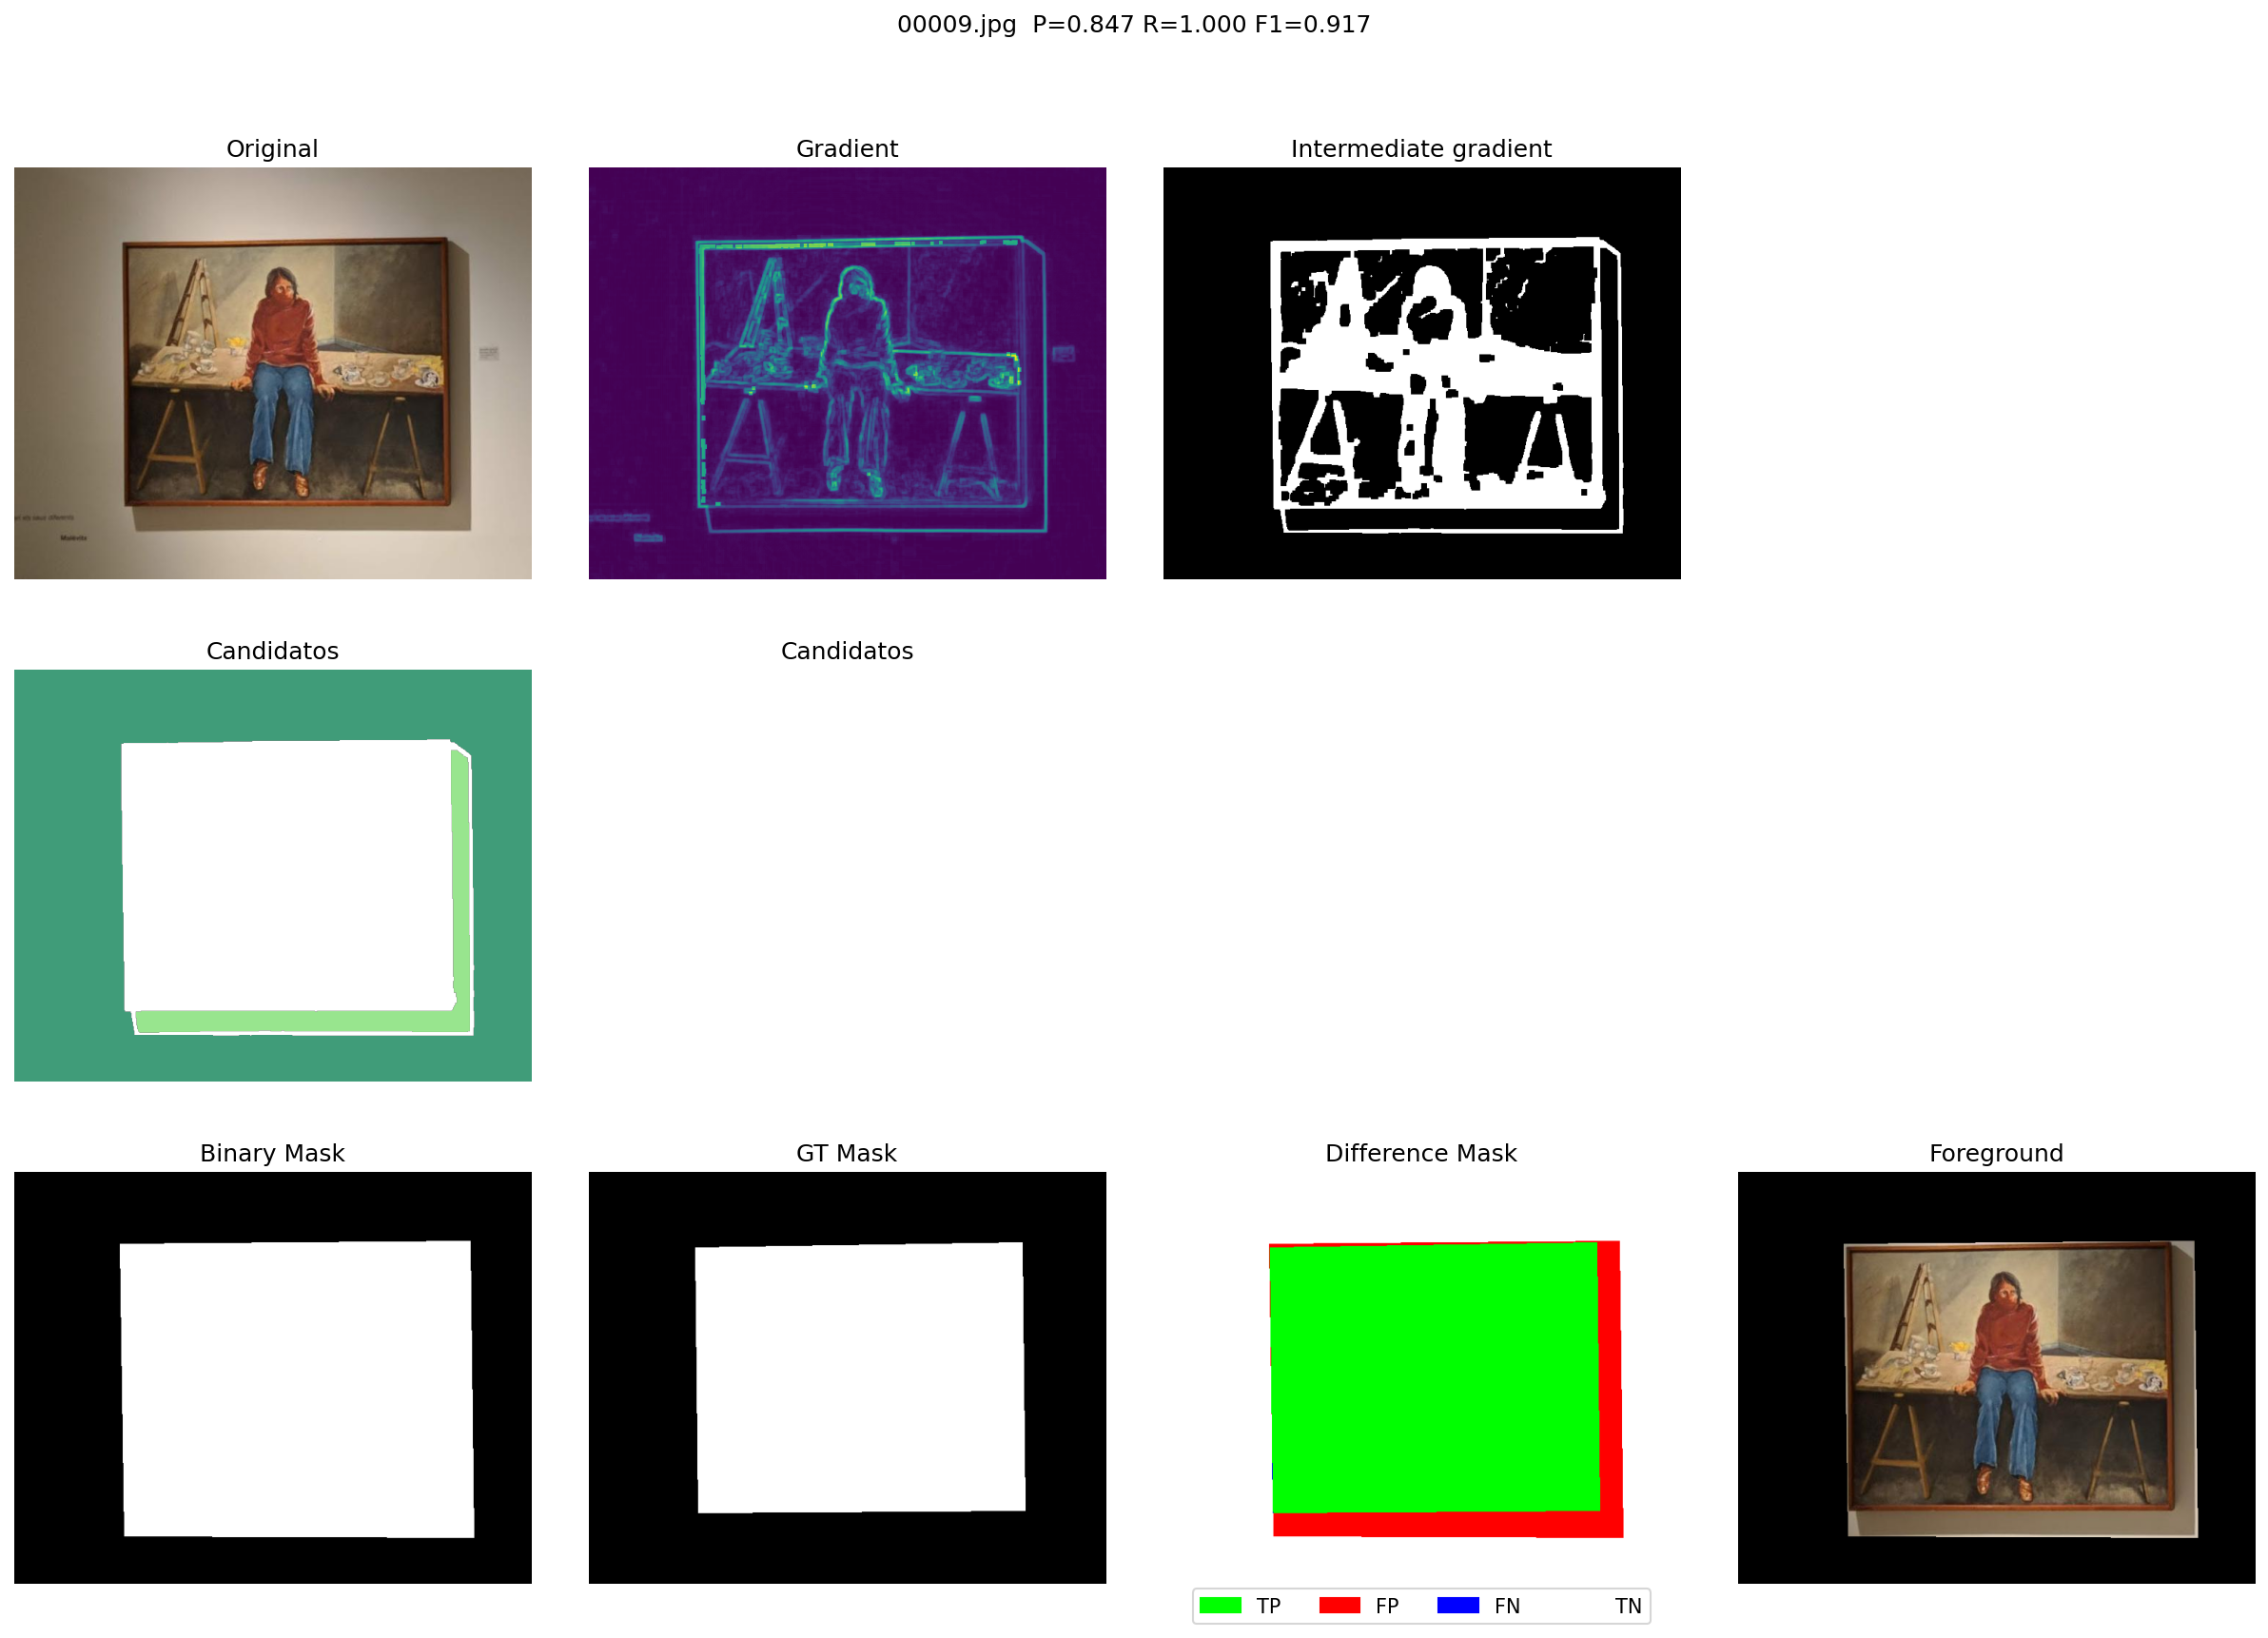 00009.jpg  P=0.847 R=1.000 F1=0.917
Original
Gradient
Intermediate gradient
Candidatos
Candidatos
Binary Mask
GT Mask
Difference Mask
Foreground
TP
FP
FN
TN